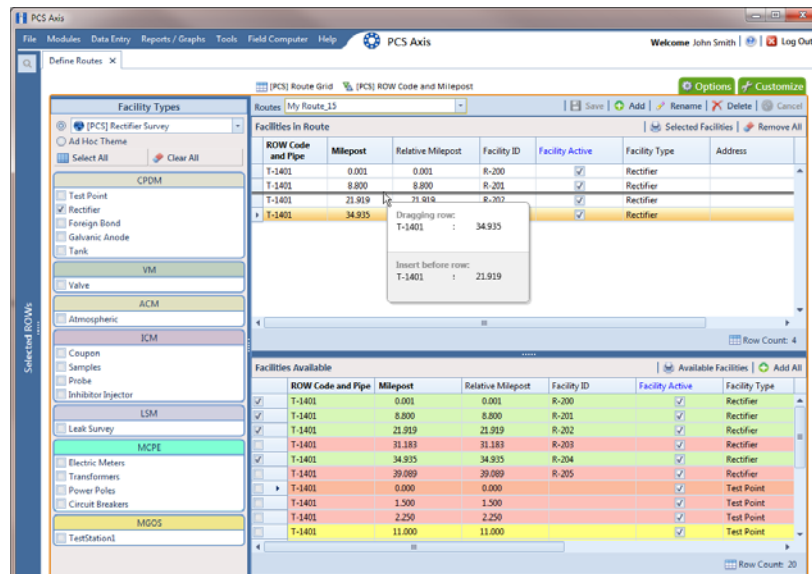 PCS Axis
File Modules Data Entry Reports / Graphs Tools Field Computer Help PCS Axis Welcome John Smith Log Out
Define Routes X
[PCS] Route Grid [PCS] ROW Code and Milepost Options Customize
Facility Types
[PCS] Rectifier Survey
Ad Hoc Theme
Select All Clear All
CPDM
Test Point
Rectifier
Foreign Bond
Galvanic Anode
Tank
VM
Valve
ACM
Atmospheric
ICM
Coupon
Samples
Probe
Inhibitor Injector
LSM
Leak Survey
MCPE
Electric Meters
Transformers
Power Poles
Circuit Breakers
MGOS
TestStation1
Selected ROWs
Routes My Route_15 Save Add Rename Delete Cancel
Facilities in Route Selected Facilities Remove All
ROW Code and Pipe Milepost Relative Milepost Facility ID Facility Active Facility Type Address
T-1401 0.001 0.001 R-200 Rectifier
T-1401 8.800 8.800 R-201 Rectifier
T-1401 21.919 21.919 R-202 Rectifier
T-1401 34.935 Rectifier
Dragging row:
T-1401 : 34.935
Insert before row:
T-1401 : 21.919
Row Count: 4
Facilities Available Available Facilities Add All
ROW Code and Pipe Milepost Relative Milepost Facility ID Facility Active Facility Type
T-1401 0.001 0.001 R-200 Rectifier
T-1401 8.800 8.800 R-201 Rectifier
T-1401 21.919 21.919 R-202 Rectifier
T-1401 31.183 31.183 R-203 Rectifier
T-1401 34.935 34.935 R-204 Rectifier
T-1401 39.089 39.089 R-205 Rectifier
T-1401 0.000 0.000 Test Point
T-1401 1.500 1.500 Test Point
T-1401 2.250 2.250 Test Point
T-1401 11.000 11.000 Test Point
Row Count: 20